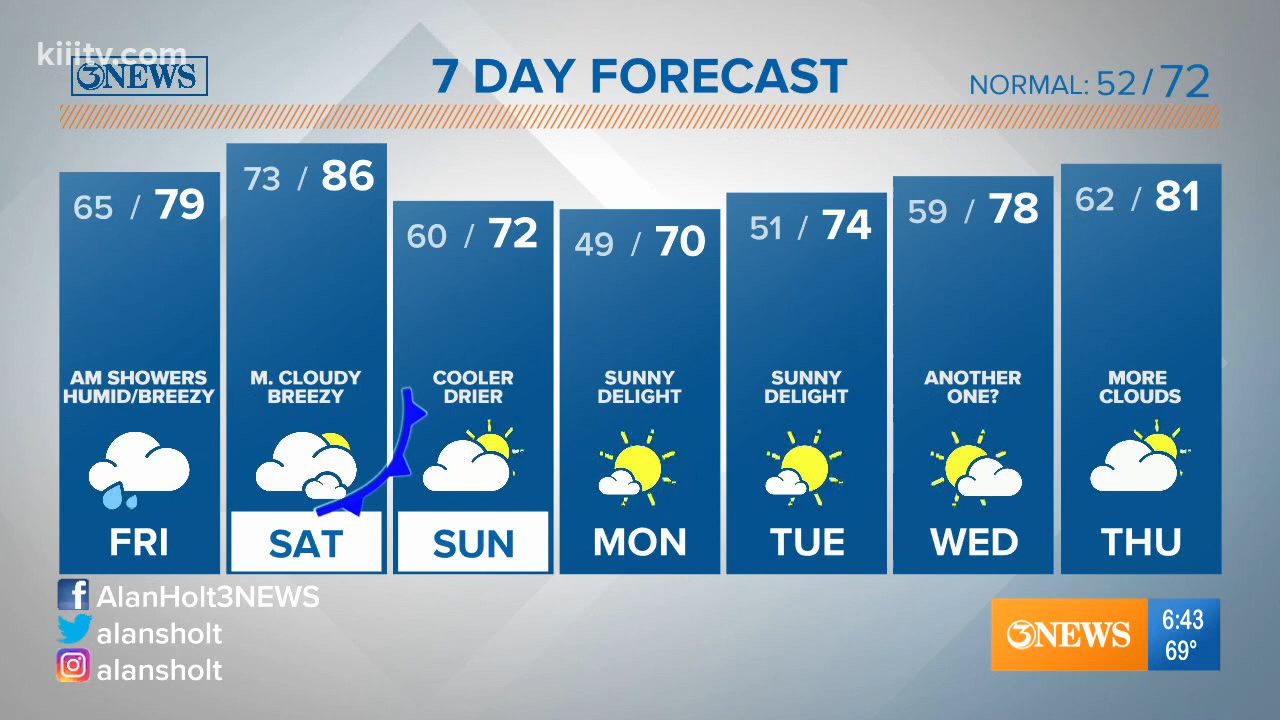 kiiitv.com
3NEWS
7 DAY FORECAST
NORMAL: 52/72
65 / 79
73 / 86
60 / 72
49 / 70
51 / 74
59 / 78
62 / 81
AM SHOWERS
HUMID/BREEZY
M. CLOUDY
BREEZY
COOLER
DRIER
SUNNY
DELIGHT
SUNNY
DELIGHT
ANOTHER
ONE?
MORE
CLOUDS
FRI
SAT
SUN
MON
TUE
WED
THU
f AlanHolt3NEWS
alansholt
alansholt
3NEWS
6:43
69°